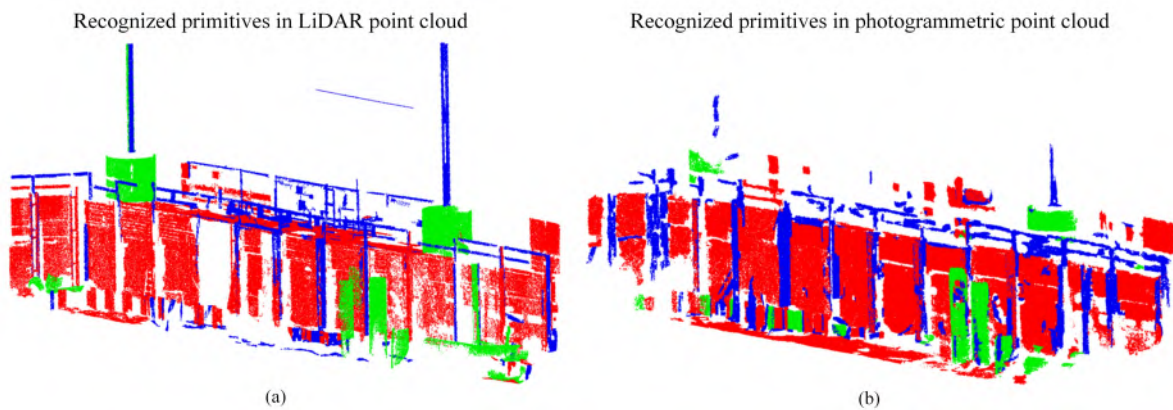 Recognized primitives in LiDAR point cloud
Recognized primitives in photogrammetric point cloud
(a)
(b)